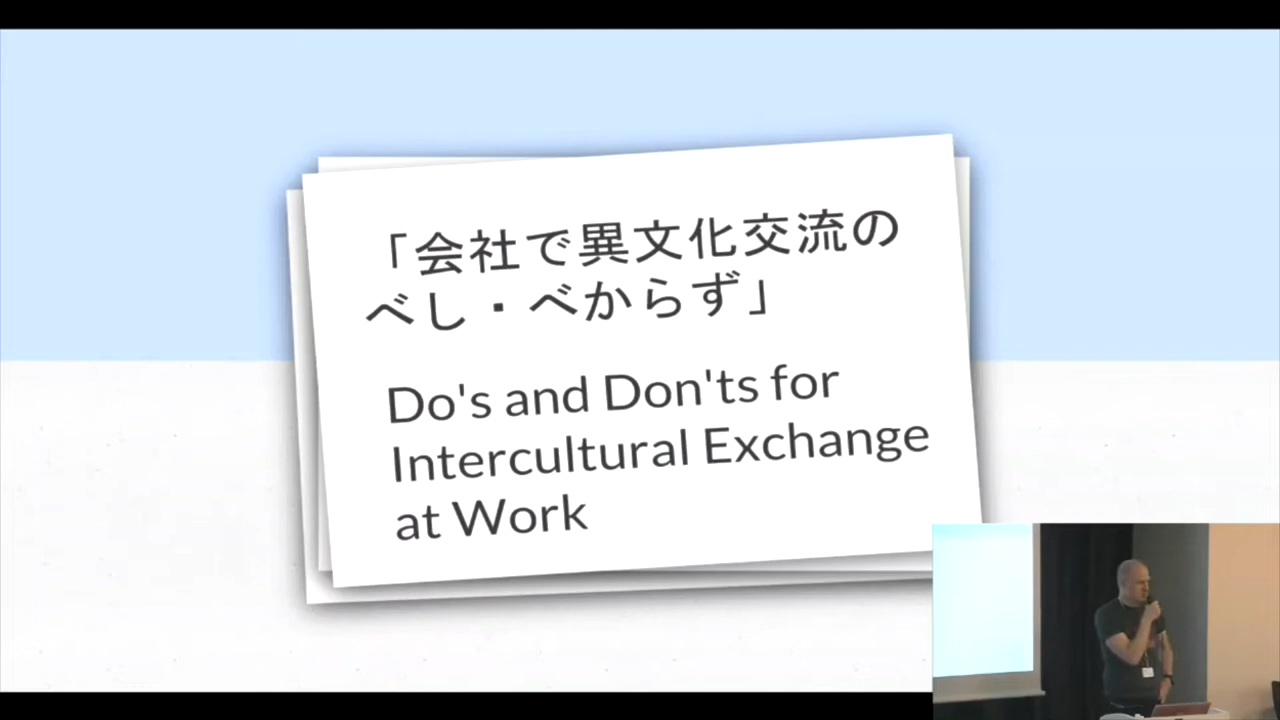 「会社で異文化交流の
べし・べからず」
Do's and Don'ts for
Intercultural Exchange
at Work